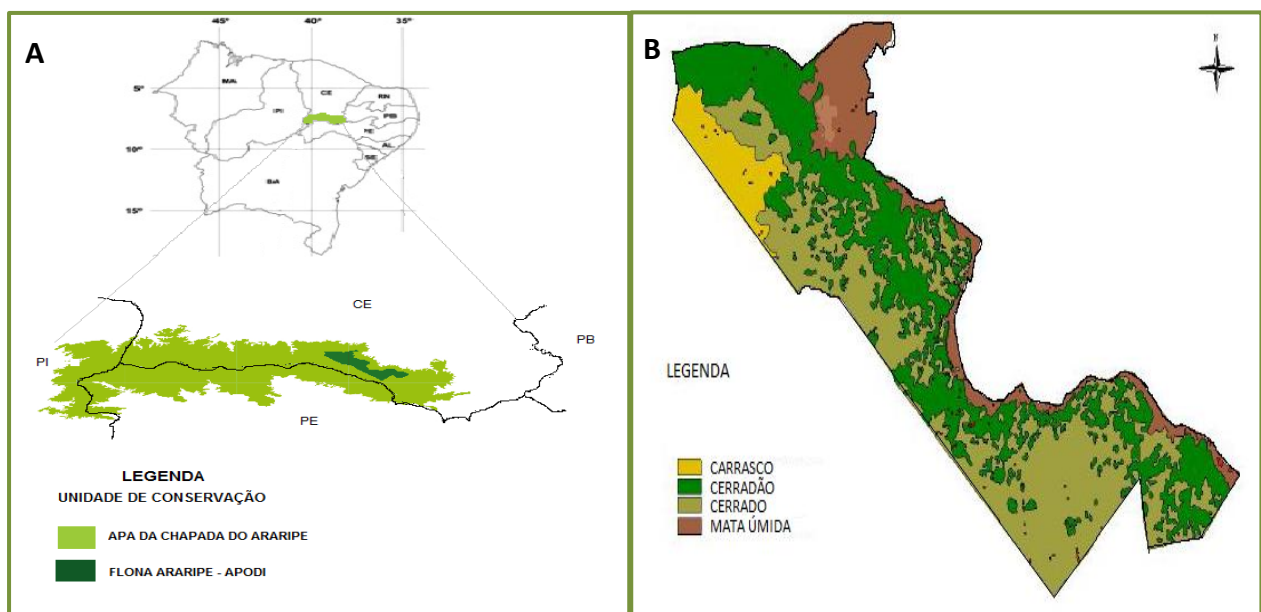 A
45°
40°
35°
5°
10°
15°
MA
PI
CE
RN
PB
PE
AL
SE
BA
CE
PI
PB
PE
LEGENDA
UNIDADE DE CONSERVAÇÃO
APA DA CHAPADA DO ARARIPE
FLONA ARARIPE - APODI
B
N
LEGENDA
CARRASCO
CERRADÃO
CERRADO
MATA ÚMIDA